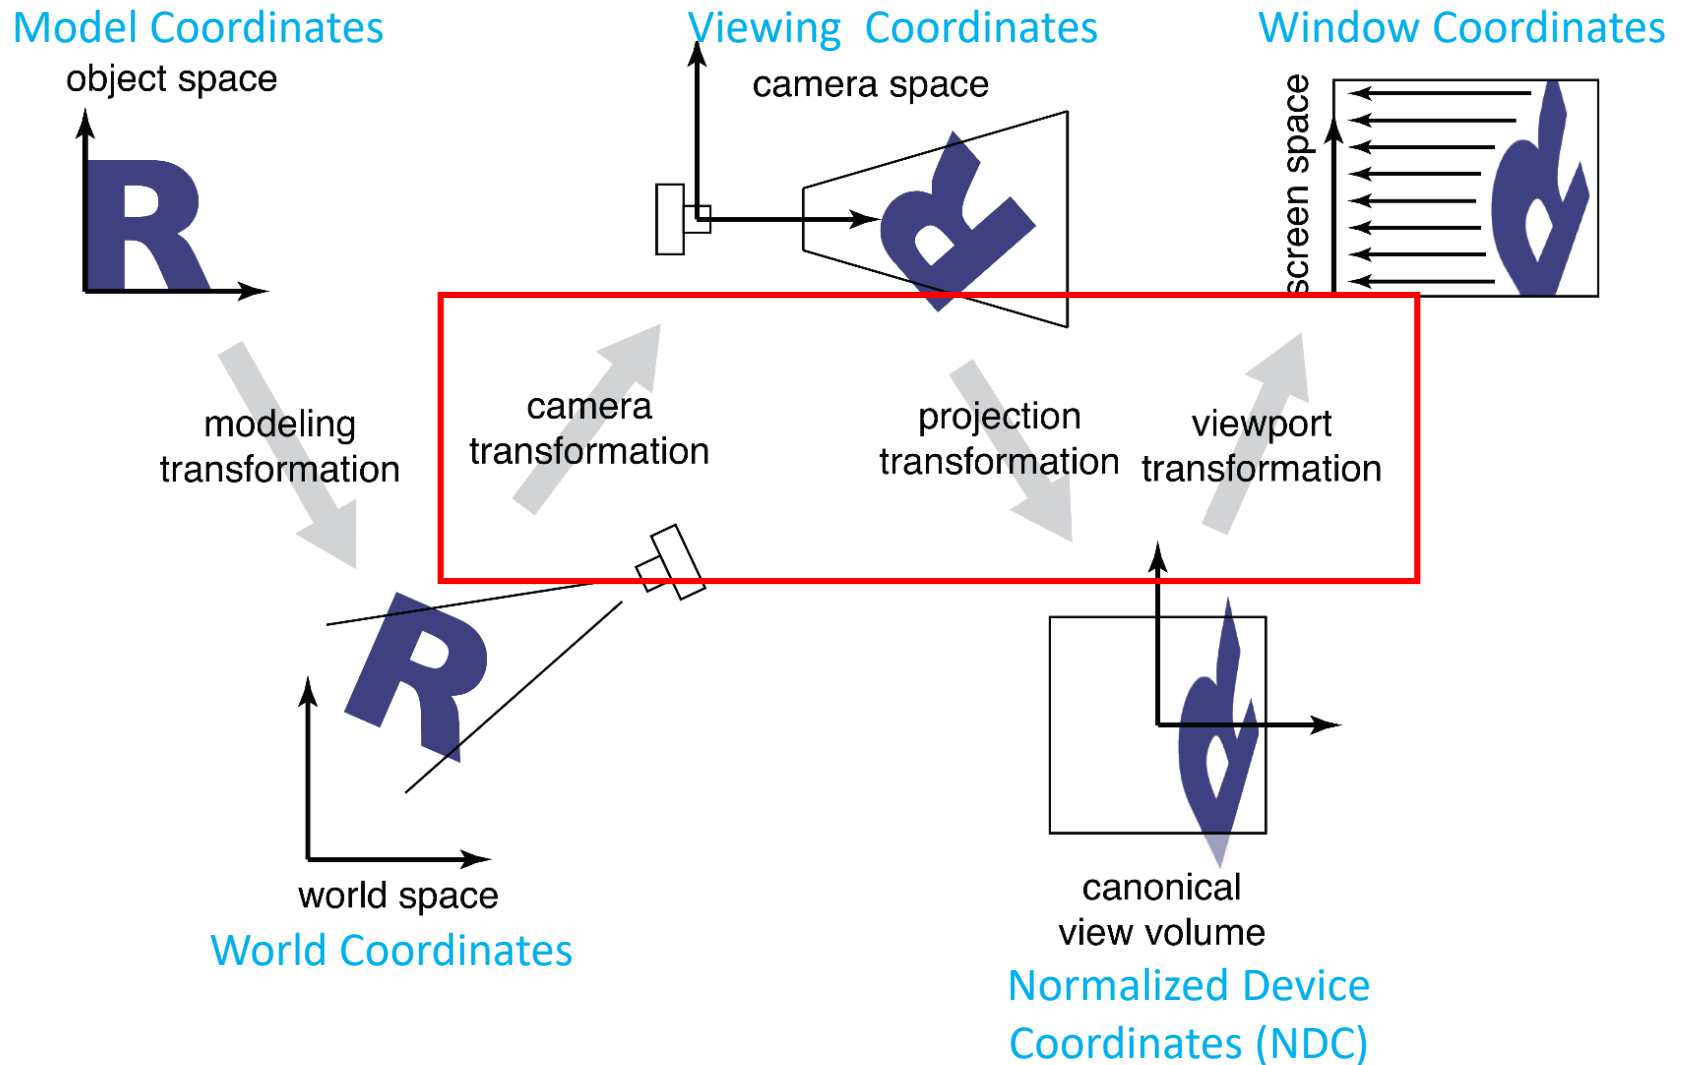 Model Coordinates
object space
Viewing Coordinates
camera space
Window Coordinates
screen space
modeling
transformation
camera
transformation
projection
transformation
viewport
transformation
R
R
R
R
R
world space
World Coordinates
canonical
view volume
Normalized Device
Coordinates (NDC)